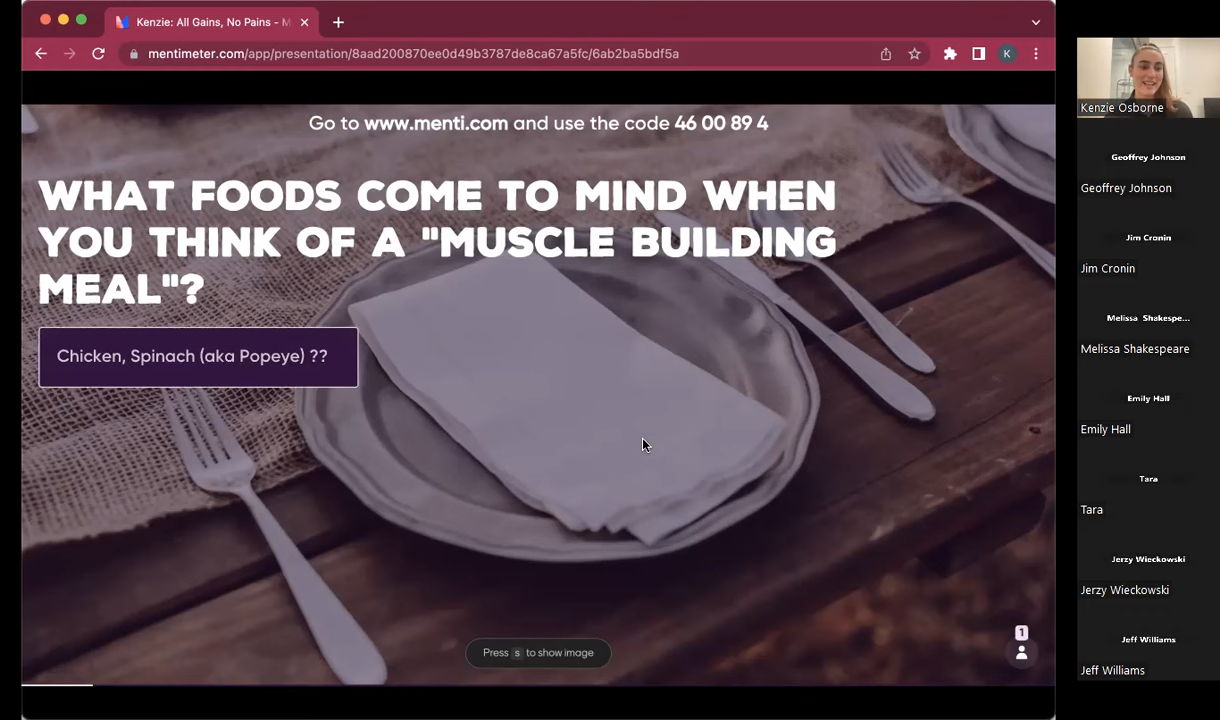 Kenzie: All Gains, No Pains - M
mentimeter.com/app/presentation/8aad200870ee0d49b3787de8ca67a5fc/6ab2ba5bdf5a
K
Go to www.menti.com and use the code 46 00 89 4
WHAT FOODS COME TO MIND WHEN
YOU THINK OF A "MUSCLE BUILDING
MEAL"?
Chicken, Spinach (aka Popeye) ??
Press s to show image
1
Kenzie Osborne
Geoffrey Johnson
Geoffrey Johnson
Jim Cronin
Jim Cronin
Melissa Shakespe...
Melissa Shakespeare
Emily Hall
Emily Hall
Tara
Tara
Jerzy Wieckowski
Jerzy Wieckowski
Jeff Williams
Jeff Williams